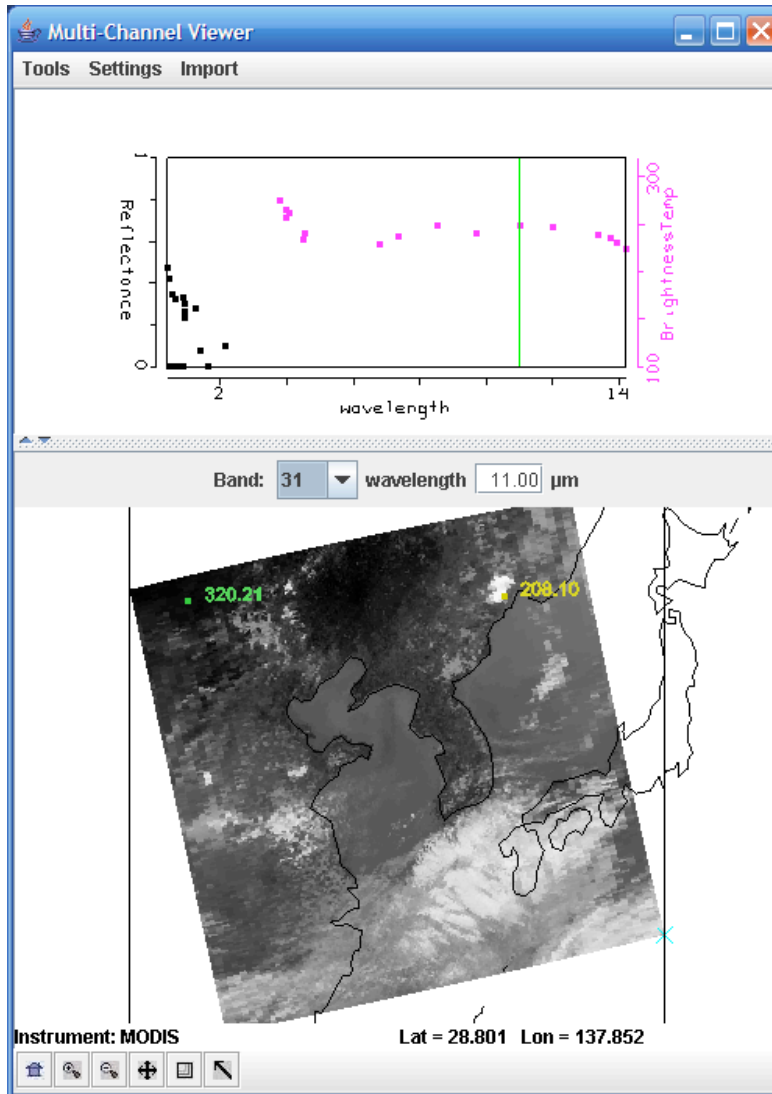 Multi-Channel Viewer
Tools Settings Import
1
Reflectance
0
300
BrightnessTemp
100
2
14
wavelength
Band: 31 wavelength 11.00 µm
320.21
208.10
Instrument: MODIS
Lat = 28.801 Lon = 137.852